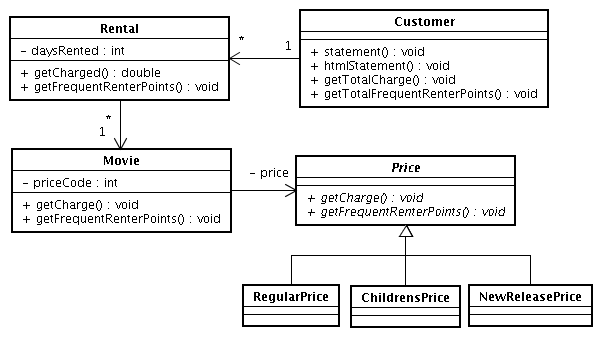 Rental
- daysRented : int
+ getCharged() : double
+ getFrequentRenterPoints() : void
Customer
+ statement() : void
+ htmlStatement() : void
+ getTotalCharge() : void
+ getTotalFrequentRenterPoints() : void
*
1
*
1
Movie
- priceCode : int
+ getCharge() : void
+ getFrequentRenterPoints() : void
- price
Price
+ getCharge() : void
+ getFrequentRenterPoints() : void
RegularPrice
ChildrensPrice
NewReleasePrice